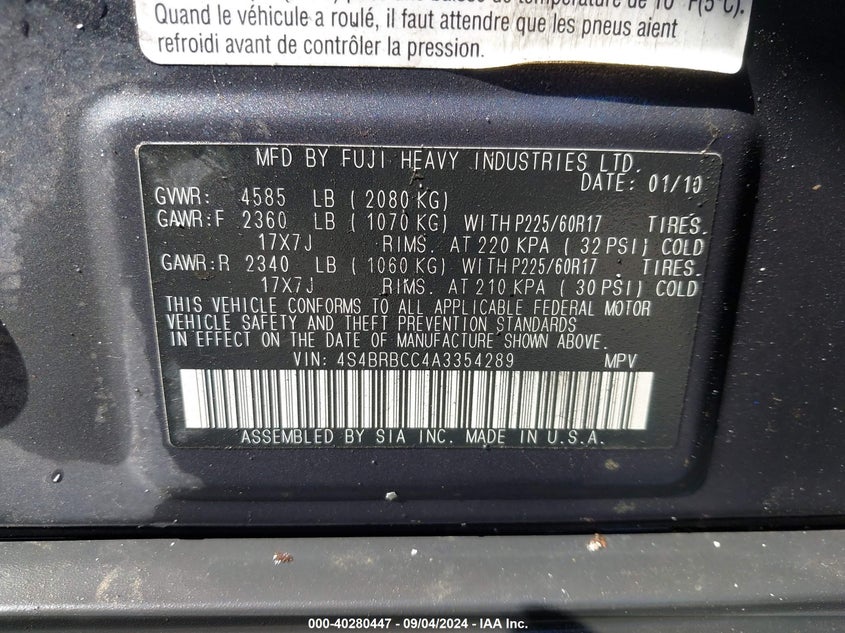 température de 10 °F(5°C).
Quand le véhicule a roulé, il faut attendre que les pneus aient
refroidi avant de contrôler la pression.
MFD BY FUJI HEAVY INDUSTRIES LTD.
DATE: 01/10
GVWR: 4585 LB ( 2080 KG)
GAWR:F 2360 LB ( 1070 KG) WITH P225/60R17 TIRES.
17X7J RIMS. AT 220 KPA ( 32 PSI) COLD
GAWR:R 2340 LB ( 1060 KG) WITH P225/60R17 TIRES.
17X7J RIMS. AT 210 KPA ( 30 PSI) COLD
THIS VEHICLE CONFORMS TO ALL APPLICABLE FEDERAL MOTOR
VEHICLE SAFETY AND THEFT PREVENTION STANDARDS
IN EFFECT ON THE DATE OF MANUFACTURE SHOWN ABOVE.
VIN: 4S4BRBCC4A3354289 MPV
ASSEMBLED BY SIA INC. MADE IN U.S.A.
000-40280447 - 09/04/2024 - IAA Inc.